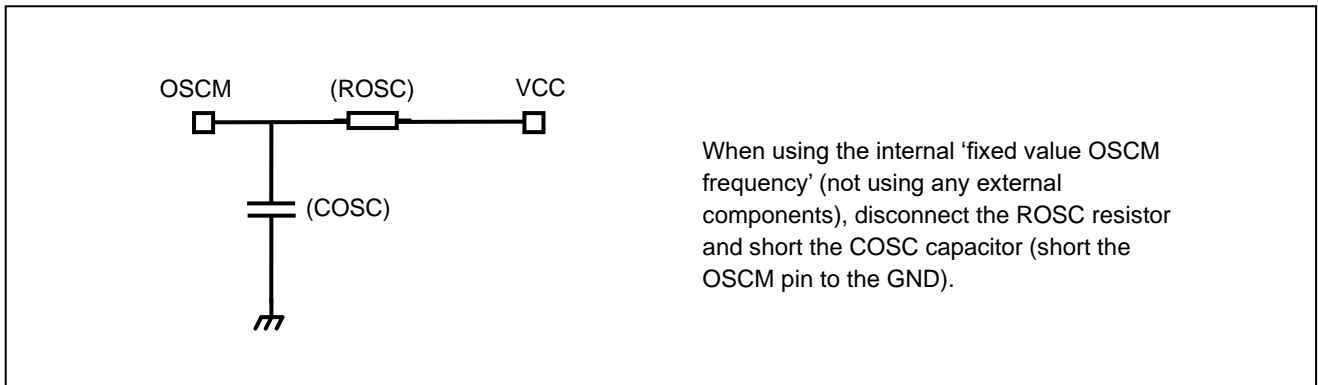 OSCM (ROSC) VCC
(COSC)
When using the internal ‘fixed value OSCM
frequency’ (not using any external
components), disconnect the ROSC resistor
and short the COSC capacitor (short the
OSCM pin to the GND).